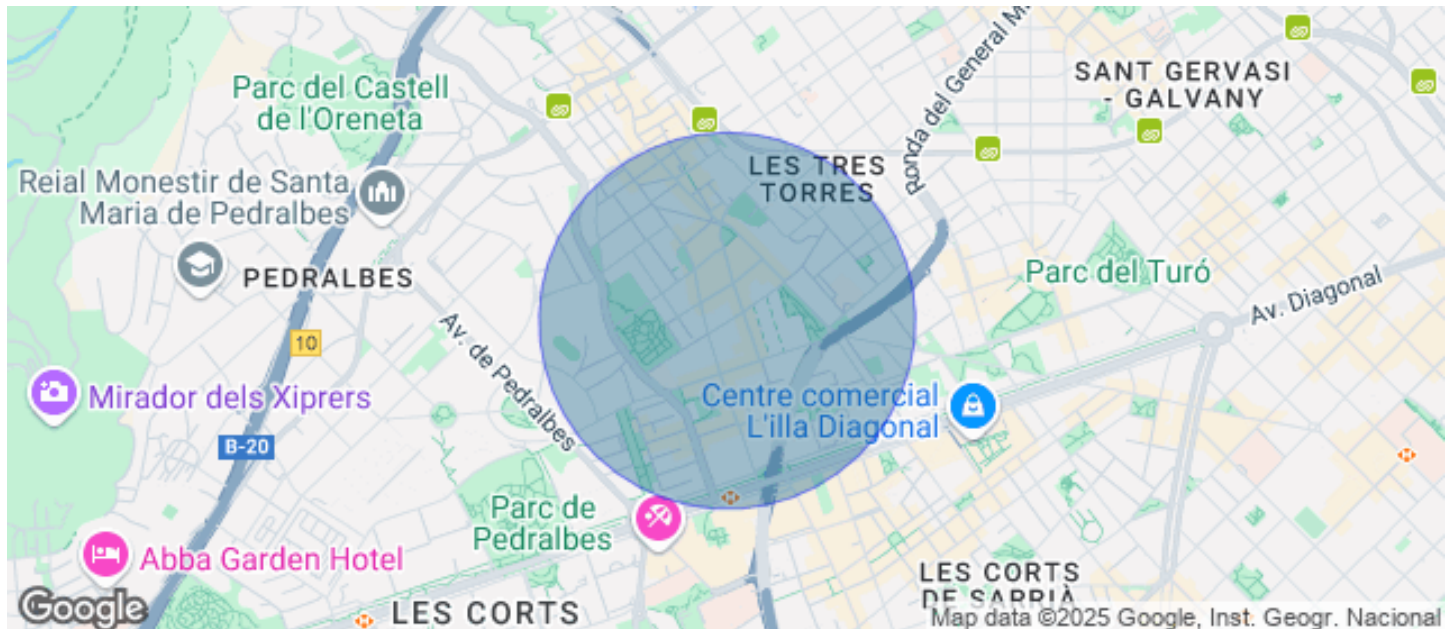 Ronda del General M
SANT GERVASI
- GALVANY
Parc del Castell
de l'Oreneta
LES TRES
TORRES
Reial Monestir de Santa
Maria de Pedralbes
PEDRALBES
Parc del Turó
Av. Diagonal
10
Av. de Pedralbes
Mirador dels Xiprers
Centre comercial
L'illa Diagonal
B-20
Parc de
Pedralbes
Abba Garden Hotel
LES CORTS
DE SARRIÀ
LES CORTS
Google
Map data ©2025 Google, Inst. Geogr. Nacional